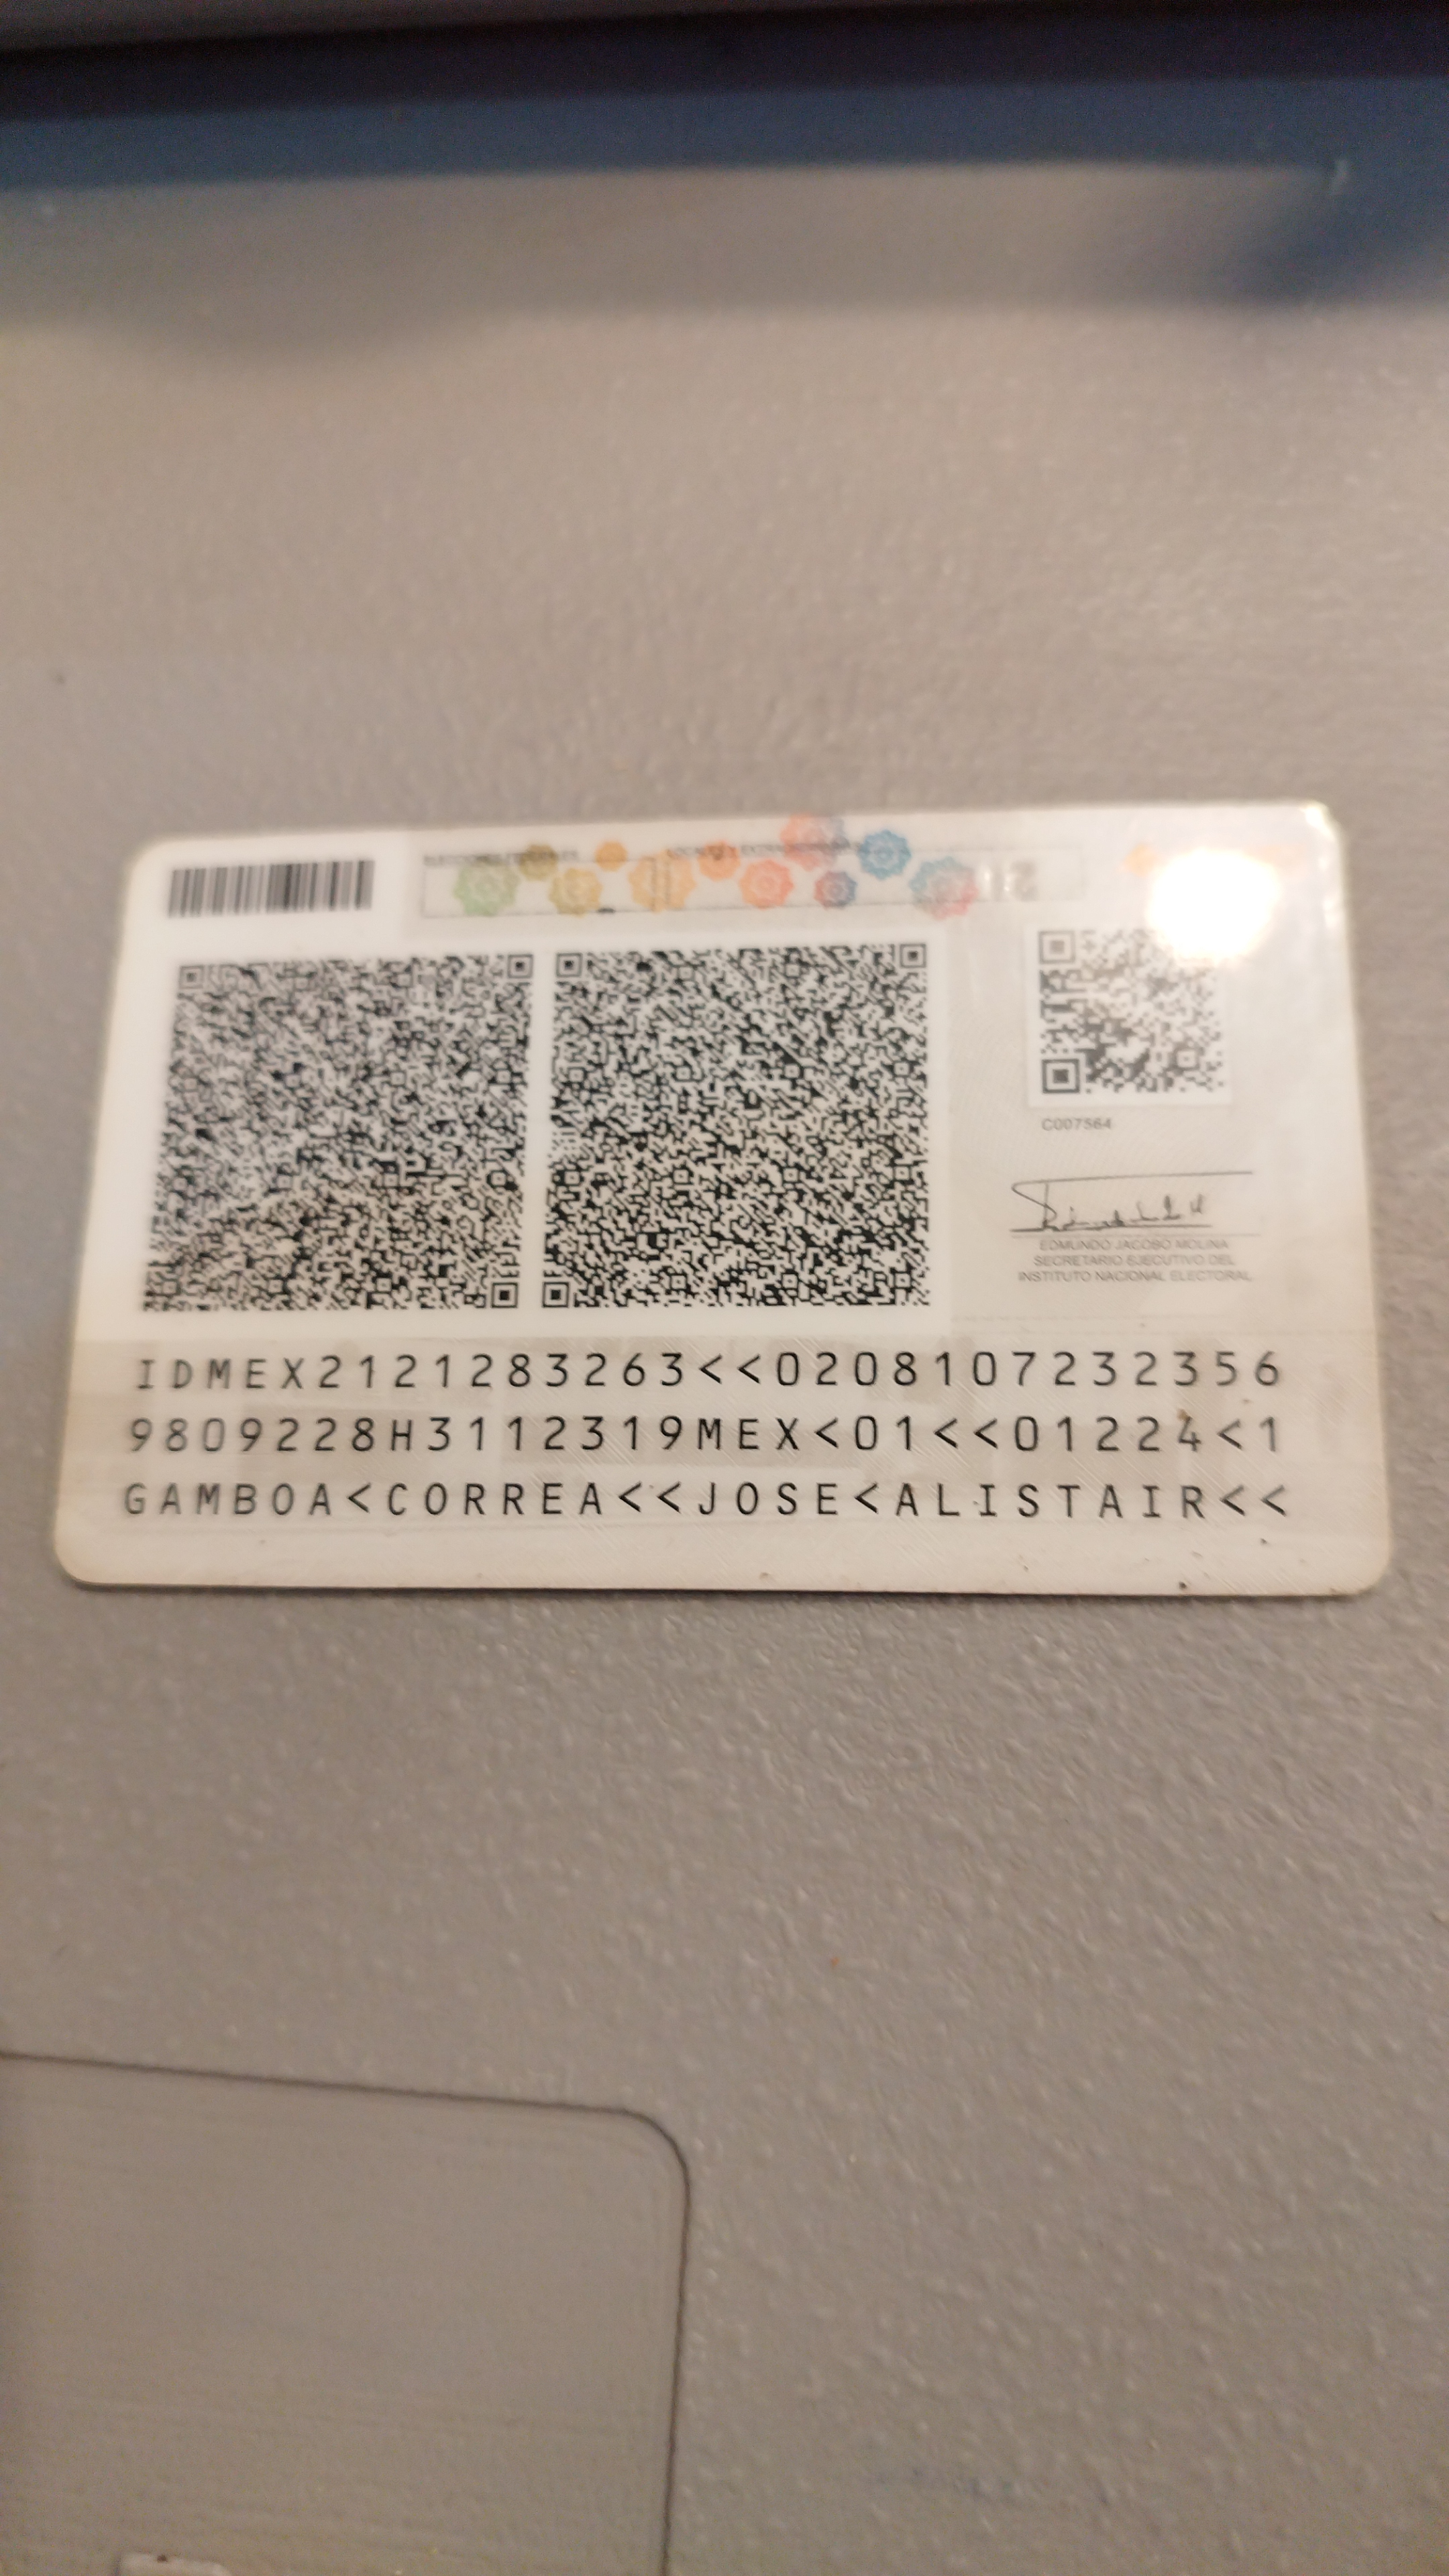 C007564
EDMUNDO JACOBO MOLINA
SECRETARIO EJECUTIVO DEL
INSTITUTO NACIONAL ELECTORAL
IDMEX2121283263<<0208107232356
9809228H3112319MEX<01<<01224<1
GAMBOA<CORREA<<JOSE<ALISTAIR<<